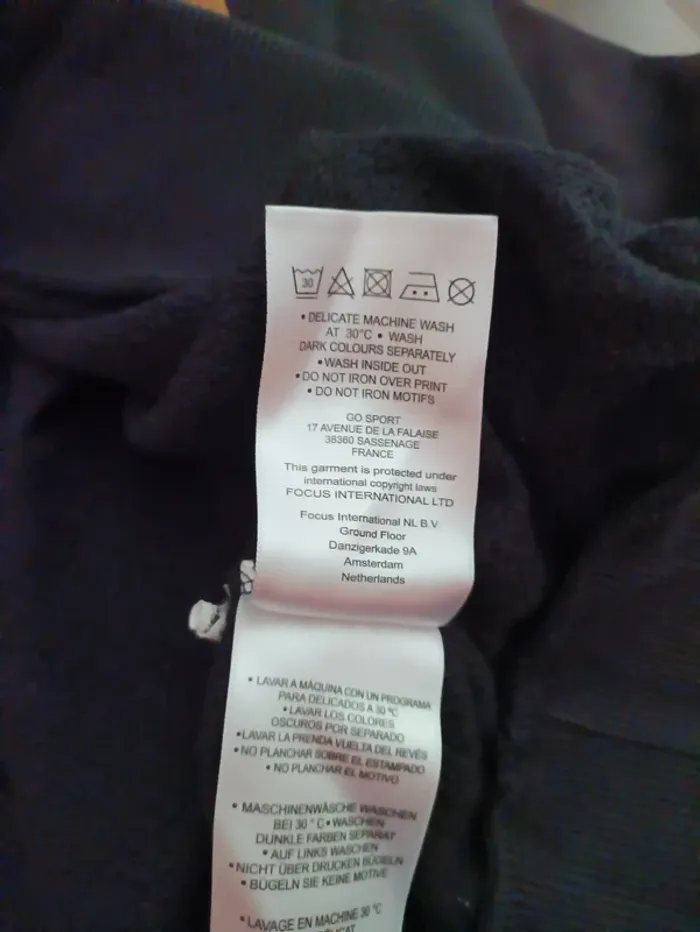 30
• DELICATE MACHINE WASH
AT 30°C • WASH
DARK COLOURS SEPARATELY
• WASH INSIDE OUT
• DO NOT IRON OVER PRINT
• DO NOT IRON MOTIFS
GO SPORT
17 AVENUE DE LA FALAISE
38360 SASSENAGE
FRANCE
This garment is protected under
international copyright laws
FOCUS INTERNATIONAL LTD
Focus International NL B.V.
Ground Floor
Danzigerkade 9A
Amsterdam
Netherlands
• LAVAR A MÁQUINA CON UN PROGRAMA
PARA DELICADOS A 30 °C
• LAVAR LOS COLORES
OSCUROS POR SEPARADO
• LAVAR LA PRENDA VUELTA DEL REVÉS
• NO PLANCHAR SOBRE EL ESTAMPADO
• NO PLANCHAR EL MOTIVO
• MASCHINENWÄSCHE WASCHEN
BEI 30 ° C • WASCHEN
DUNKLE FARBEN SEPARAT
• AUF LINKS WASCHEN
• NICHT ÜBER DRUCKEN BÜGELN
• BÜGELN SIE KEINE MOTIVE
• LAVAGE EN MACHINE 30 °C